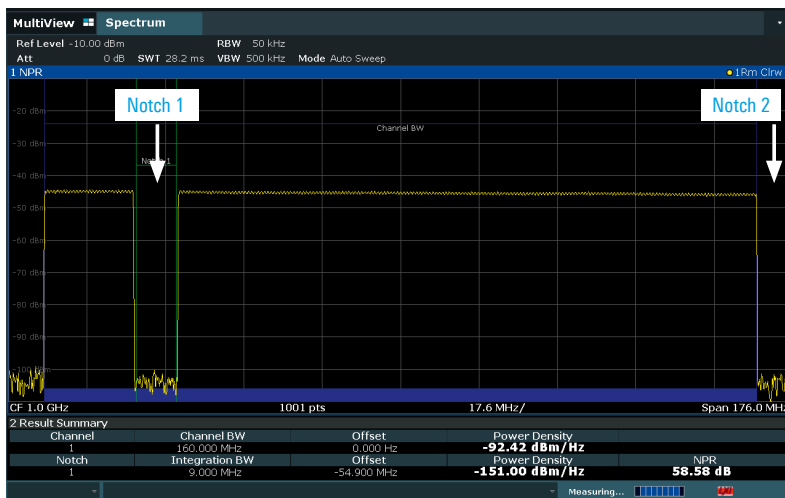 MultiView Spectrum
Ref Level -10.00 dBm RBW 50 kHz
Att 0 dB SWT 28.2 ms VBW 500 kHz Mode Auto Sweep
1 NPR 1Rm Clrw
Notch 1 Notch 2
-20 dBm
Channel BW
-30 dBm
Notch 1
-40 dBm
-50 dBm
-60 dBm
-70 dBm
-80 dBm
-90 dBm
-100 dBm
CF 1.0 GHz 1001 pts 17.6 MHz/ Span 176.0 MHz
2 Result Summary
Channel Channel BW Offset Power Density
1 160.000 MHz 0.000 Hz -92.42 dBm/Hz
Notch Integration BW Offset Power Density NPR
1 9.000 MHz -54.900 MHz -151.00 dBm/Hz 58.58 dB
Measuring...